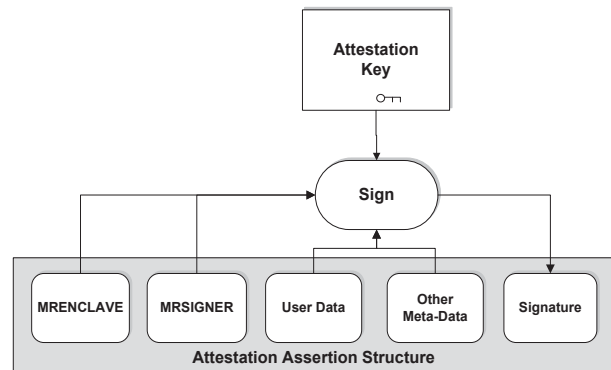 Attestation
Key
Sign
MRENCLAVE
MRSIGNER
User Data
Other
Meta-Data
Signature
Attestation Assertion Structure